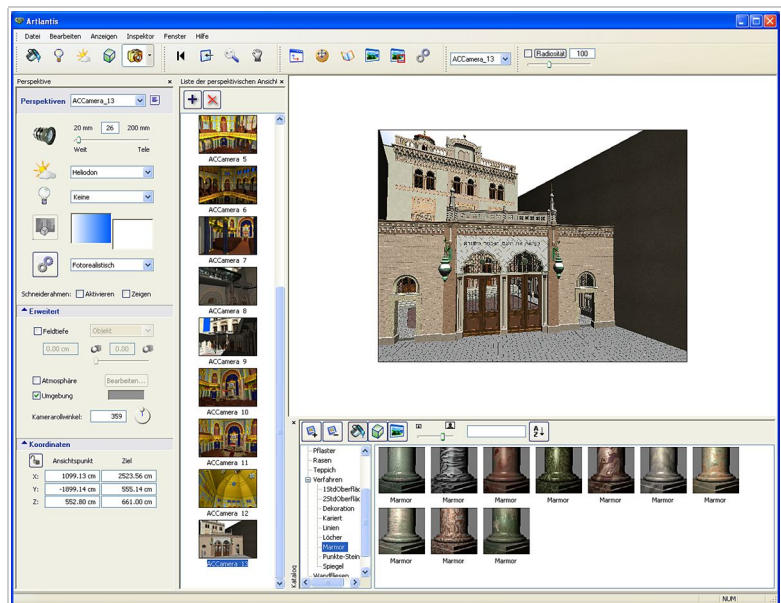 Artlantis
Datei Bearbeiten Anzeigen Inspektor Fenster Hilfe
ACCamera_13
Radiosität 100
Perspektive
Perspektiven ACCamera_13
20 mm 26 200 mm
Weit Tele
Heliodon
Keine
Fotorealistisch
Schneiderahmen: Aktivieren Zeigen
Erweitert
Feldtiefe Objekt
0.00 cm 0.00
Atmosphäre Bearbeiten...
Umgebung
Kamerarollwinkel: 359
Koordinaten
Ansichtspunkt Ziel
X: 1099.13 cm 2523.56 cm
Y: -1899.14 cm 555.14 cm
Z: 552.80 cm 661.00 cm
Liste der perspektivischen Ansicht
ACCamera 5
ACCamera 6
ACCamera 7
ACCamera 8
ACCamera 9
ACCamera 10
ACCamera 11
ACCamera 12
ACCamera 13
Katalog
Pflaster
Rasen
Teppich
Verfahren
1StdOberfläc
2StdOberfläc
Dekoration
Kariert
Linien
Löcher
Marmor
Punkte-Stein
Spiegel
Wandfliesen
Marmor Marmor Marmor Marmor Marmor Marmor Marmor
Marmor Marmor Marmor
NUM